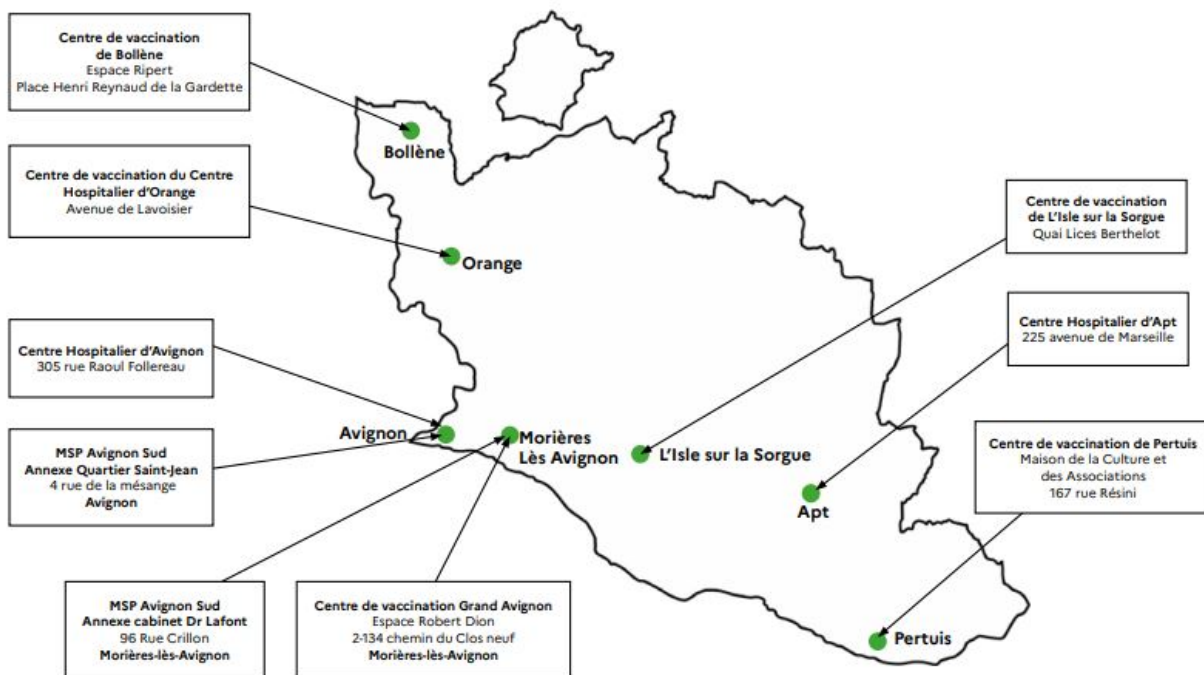 Centre de vaccination
de Bollène
Espace Ripert
Place Henri Reynaud de la Gardette
Bollène
Centre de vaccination du Centre
Hospitalier d'Orange
Avenue de Lavoisier
Orange
Centre de vaccination
de L'Isle sur la Sorgue
Quai Lices Berthelot
Centre Hospitalier d'Apt
225 avenue de Marseille
Centre Hospitalier d'Avignon
305 rue Raoul Follereau
Avignon
Morières
Lès Avignon
L'Isle sur la Sorgue
Apt
MSP Avignon Sud
Annexe Quartier Saint-Jean
4 rue de la mésange
Avignon
Centre de vaccination de Pertuis
Maison de la Culture et
des Associations
167 rue Résini
MSP Avignon Sud
Annexe cabinet Dr Lafont
96 Rue Crillon
Morières-lès-Avignon
Centre de vaccination Grand Avignon
Espace Robert Dion
2-134 chemin du Clos neuf
Morières-lès-Avignon
Pertuis